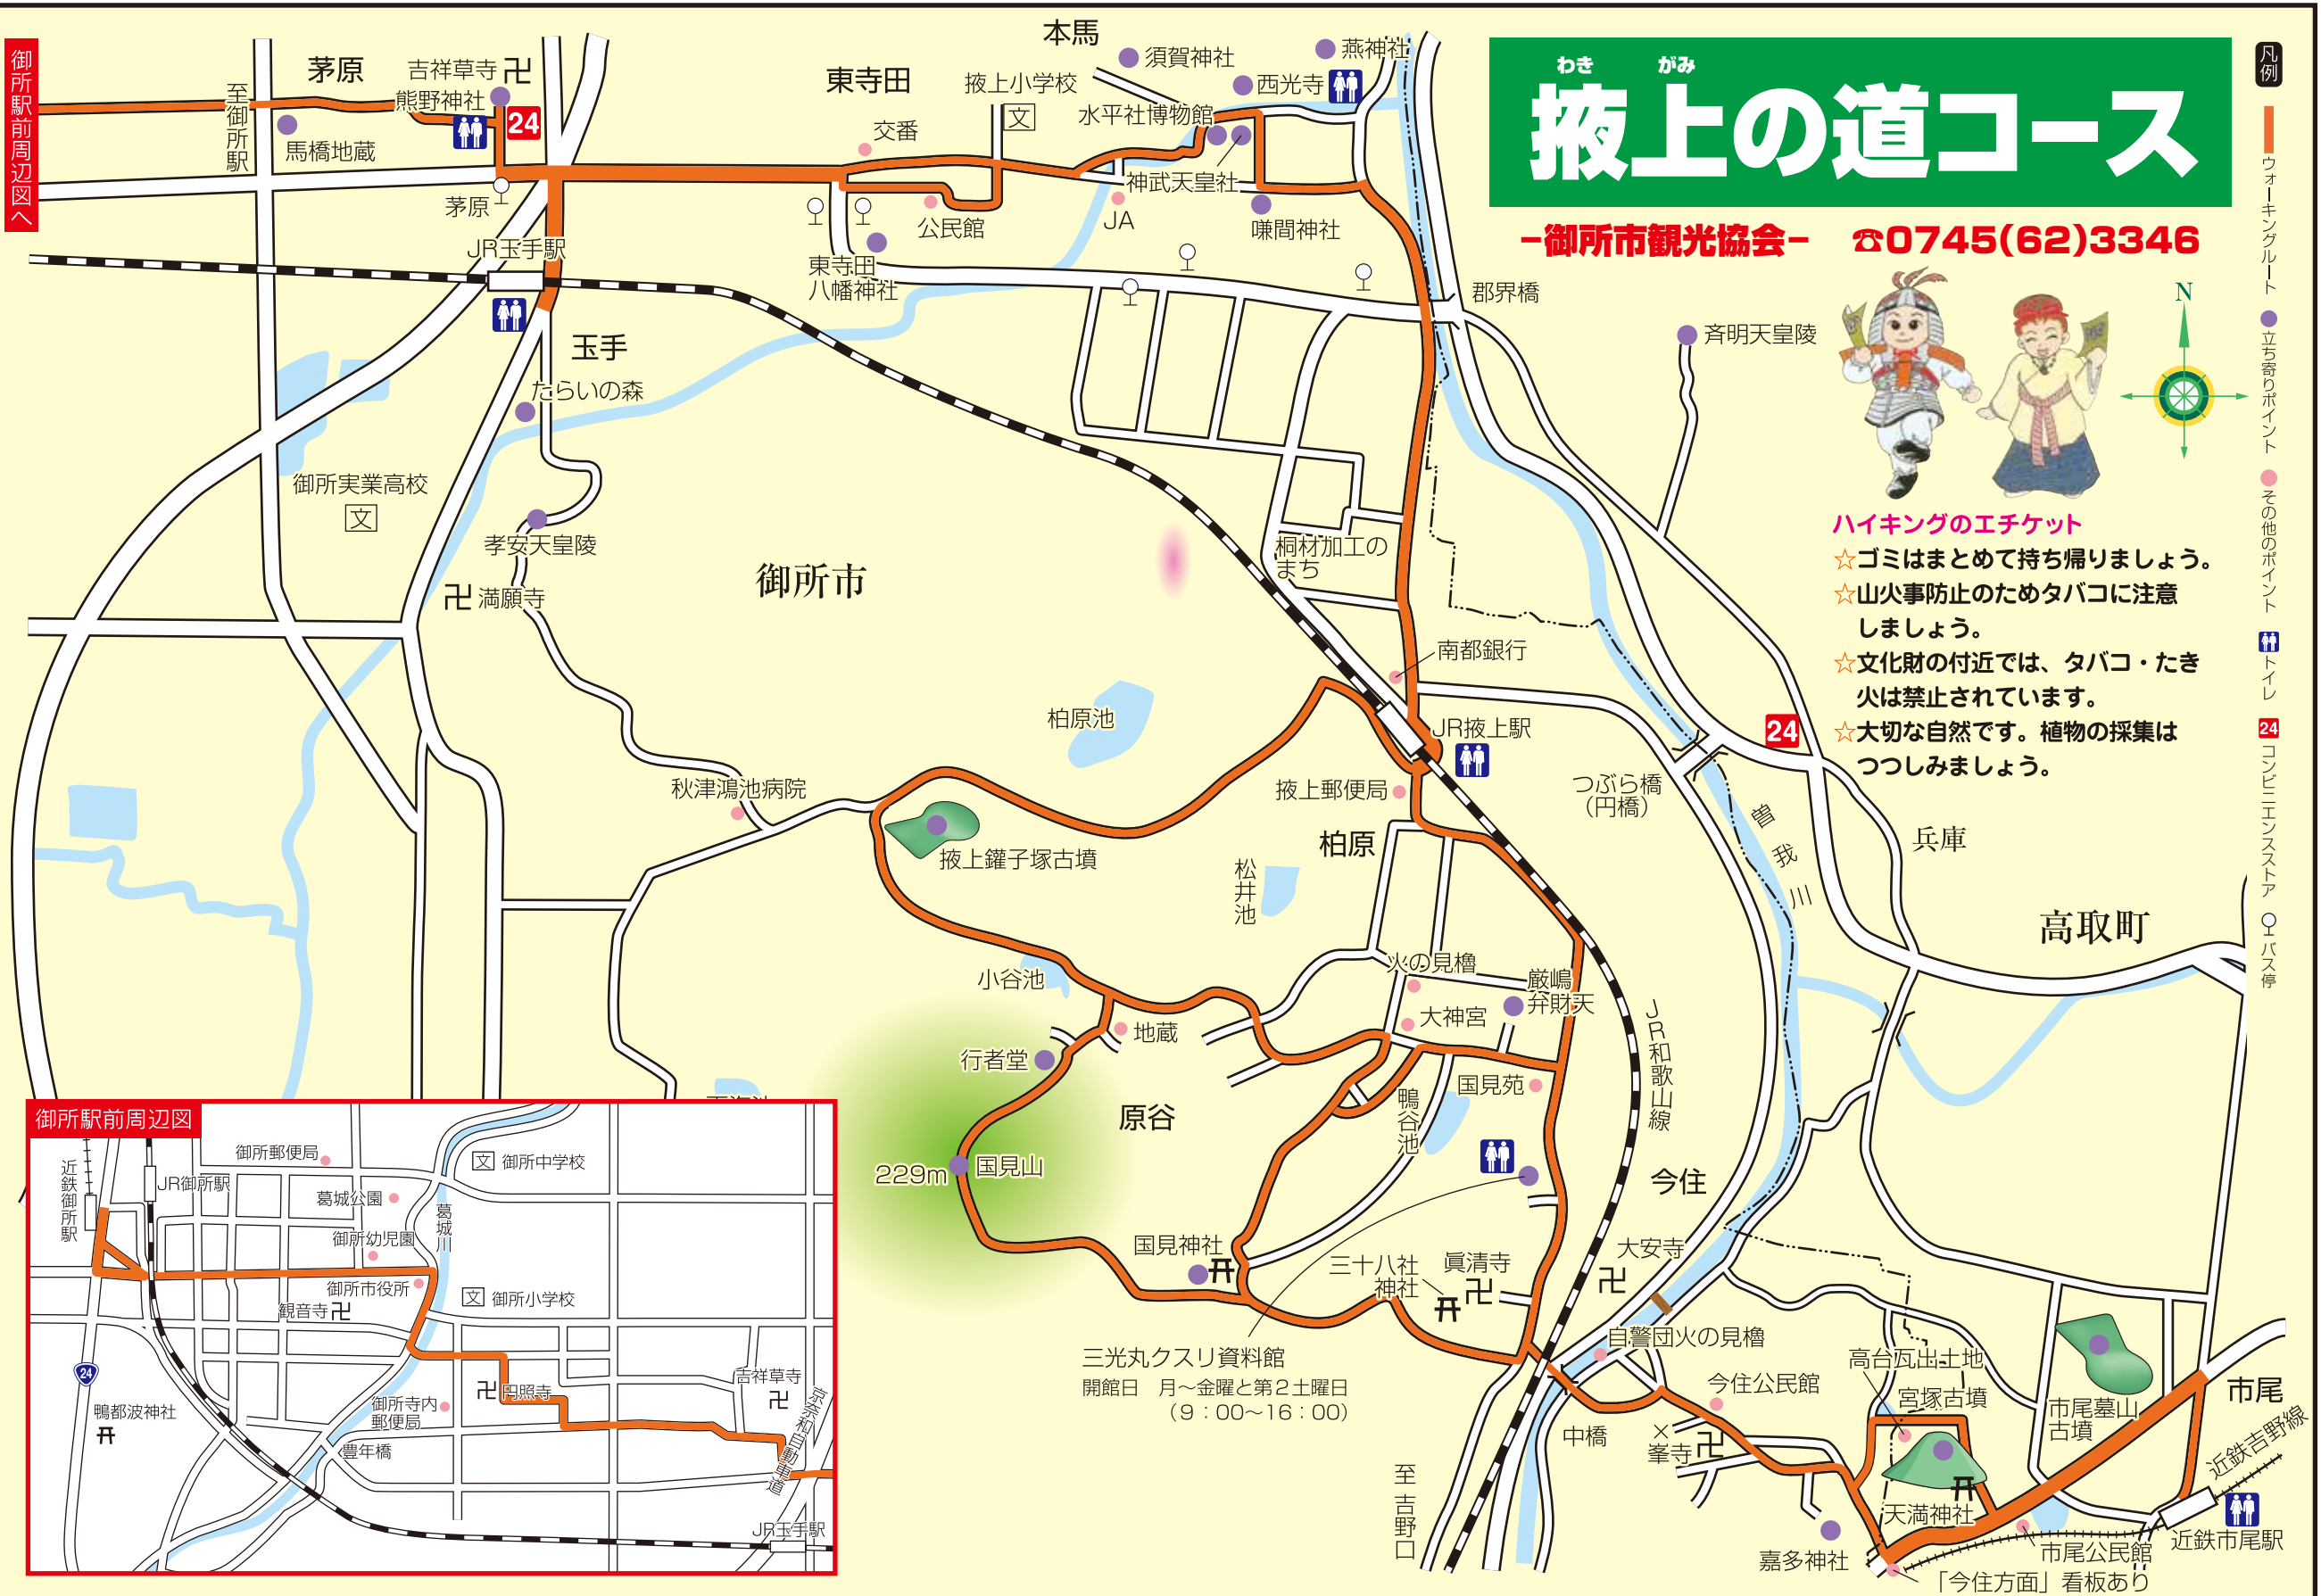 わき がみ
掖上の道コース
−御所市観光協会− ☎0745(62)3346
N
ハイキングのエチケット
☆ゴミはまとめて持ち帰りましょう。
☆山火事防止のためタバコに注意
しましょう。
☆文化財の付近では、タバコ・たき
火は禁止されています。
☆大切な自然です。植物の採集は
つつしみましょう。
凡例
ウォーキングルート
立ち寄りポイント
その他のポイント
トイレ
24 コンビニエンスストア
バス停
御所駅前周辺図へ
至御所駅
茅原
吉祥草寺
熊野神社
24
馬橋地蔵
茅原
JR玉手駅
玉手
たらいの森
御所実業高校
文
孝安天皇陵
満願寺
東寺田
交番
掖上小学校
文
公民館
東寺田
八幡神社
本馬
須賀神社
燕神社
西光寺
水平社博物館
神武天皇社
JA
嗛間神社
郡界橋
斉明天皇陵
御所市
桐材加工の
まち
南都銀行
JR掖上駅
24
柏原池
掖上郵便局
つぶら橋
（円橋）
曽我川
兵庫
高取町
秋津鴻池病院
掖上鑵子塚古墳
柏原
松井池
小谷池
火の見櫓
厳嶋
弁財天
大神宮
地蔵
行者堂
JR和歌山線
国見苑
鴨谷池
原谷
229m
国見山
今住
国見神社
三十八社
神社
眞清寺
大安寺
三光丸クスリ資料館
開館日 月〜金曜と第2土曜日
（9：00〜16：00）
自警団火の見櫓
高台瓦出土地
今住公民館
宮塚古墳
市尾墓山
古墳
市尾
中橋
×
峯寺
至吉野口
近鉄吉野線
天満神社
嘉多神社
市尾公民館
近鉄市尾駅
「今住方面」看板あり
御所駅前周辺図
近鉄御所駅
JR御所駅
御所郵便局
文 御所中学校
葛城公園
葛城川
御所幼児園
御所市役所
観音寺
文 御所小学校
24
円照寺
吉祥草寺
御所寺内
郵便局
鴨都波神社
豊年橋
京奈和自動車道
JR玉手駅